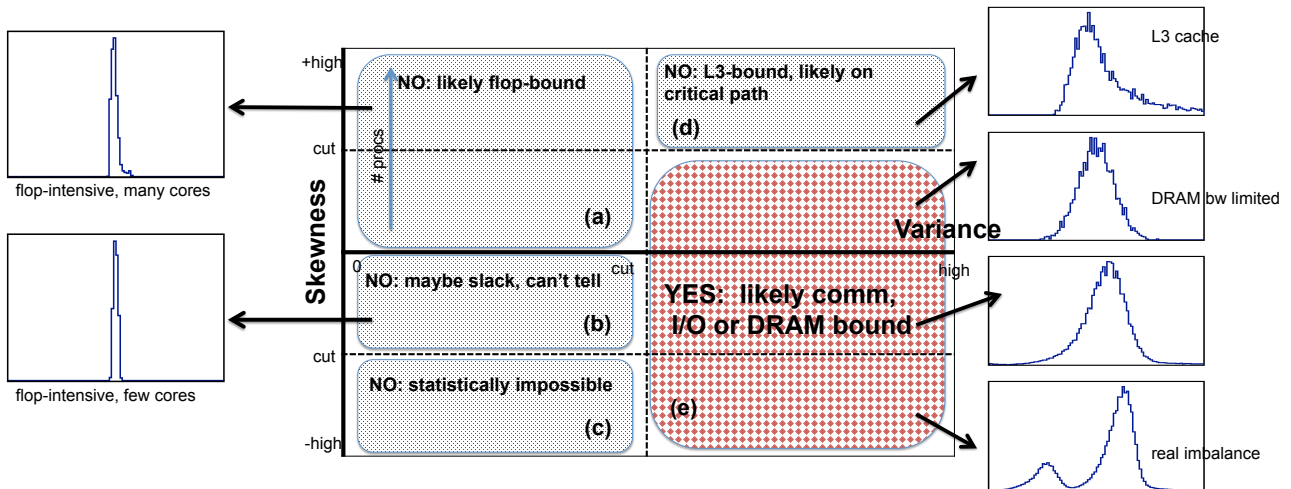 L3 cache
+high
NO: likely flop-bound
NO: L3-bound, likely on
critical path
(d)
# procs
cut
flop-intensive, many cores
DRAM bw limited
(a)
Variance
Skewness
0
cut
high
NO: maybe slack, can't tell
YES: likely comm,
I/O or DRAM bound
(b)
cut
flop-intensive, few cores
NO: statistically impossible
(e)
(c)
-high
real imbalance